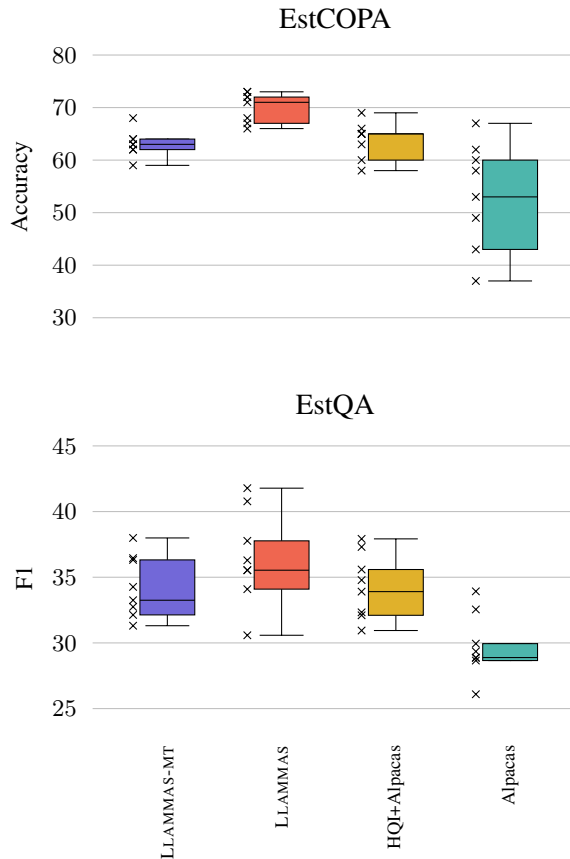 EstCOPA
80
70
60
50
40
30
Accuracy
EstQA
45
40
35
30
25
F1
LLAMMAS-MT
LLAMMAS
HQI+Alpacas
Alpacas